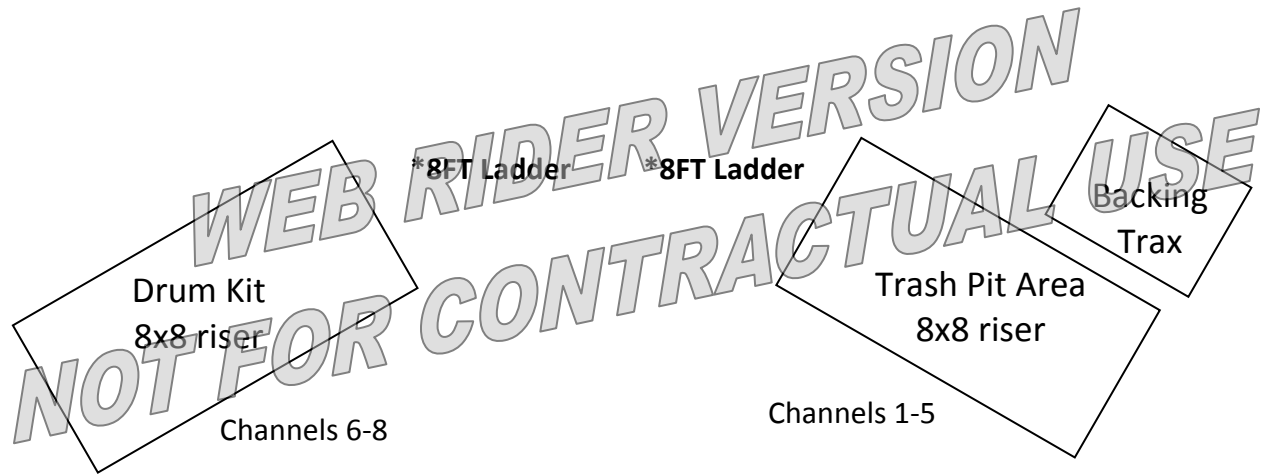 WEB RIDER VERSION
NOT FOR CONTRACTUAL USE
*8FT Ladder
*8FT Ladder
Drum Kit
8x8 riser
Channels 6-8
Trash Pit Area
8x8 riser
Channels 1-5
Backing
Trax